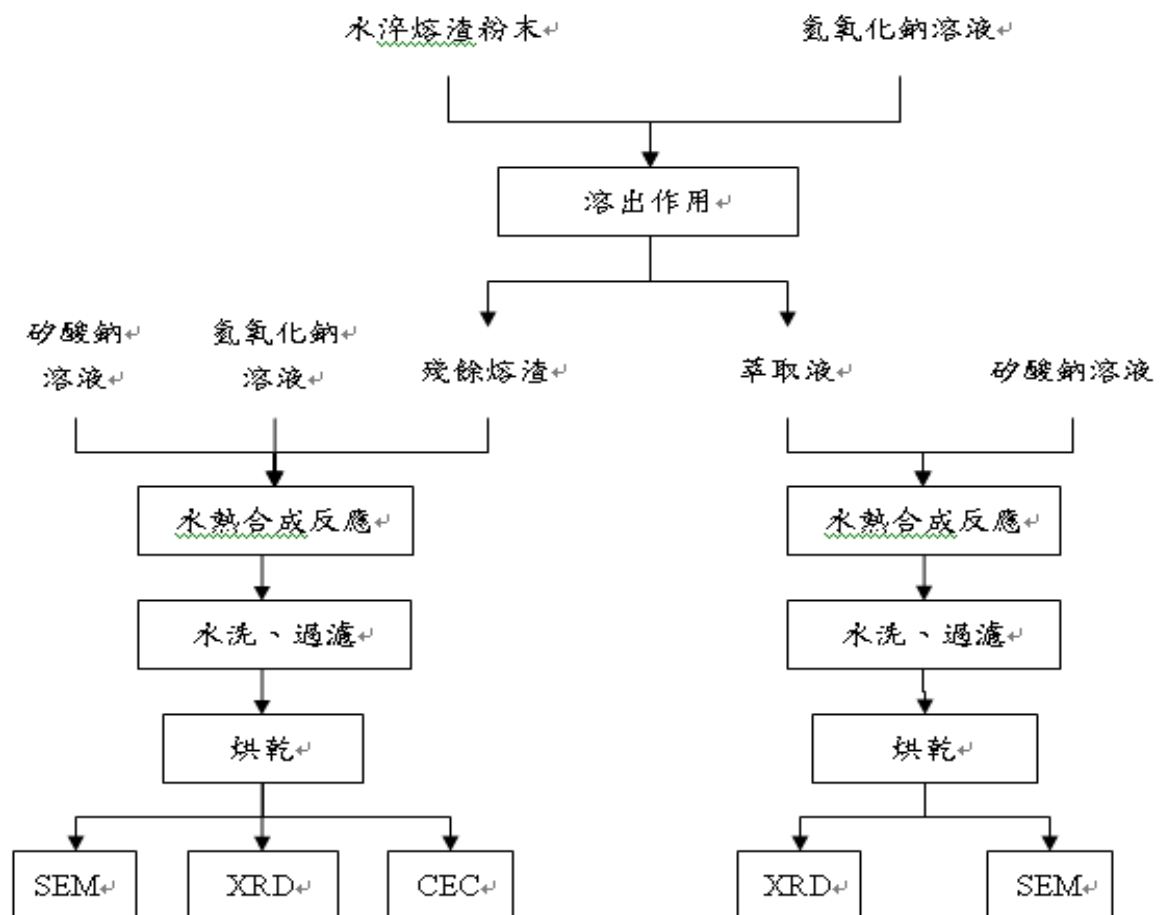 水淬熔渣粉末
氫氧化鈉溶液
溶出作用
矽酸鈉
溶液
氫氧化鈉
溶液
殘餘熔渣
萃取液
矽酸鈉溶液
水熱合成反應
水熱合成反應
水洗、過濾
水洗、過濾
烘乾
烘乾
SEM
XRD
CEC
XRD
SEM